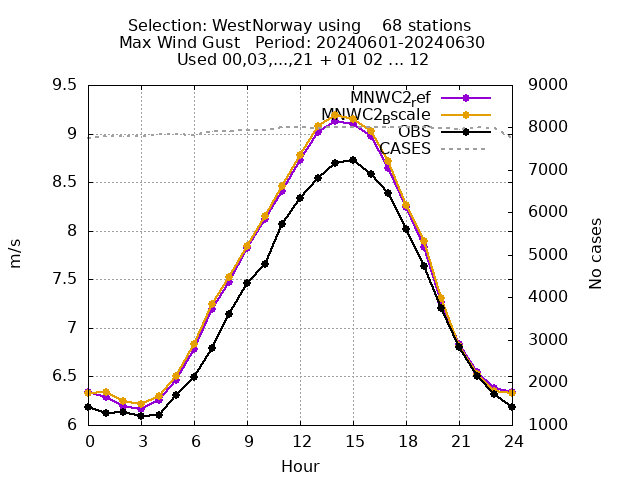 Selection: WestNorway using    68 stations
Max Wind Gust   Period: 20240601-20240630
Used 00,03,...,21 + 01 02 ... 12
9.5
9
8.5
8
7.5
7
6.5
6
m/s
9000
8000
7000
6000
5000
4000
3000
2000
1000
No cases
MNWC2ref
MNWC2Bscale
OBS
CASES
0 3 6 9 12 15 18 21 24
Hour